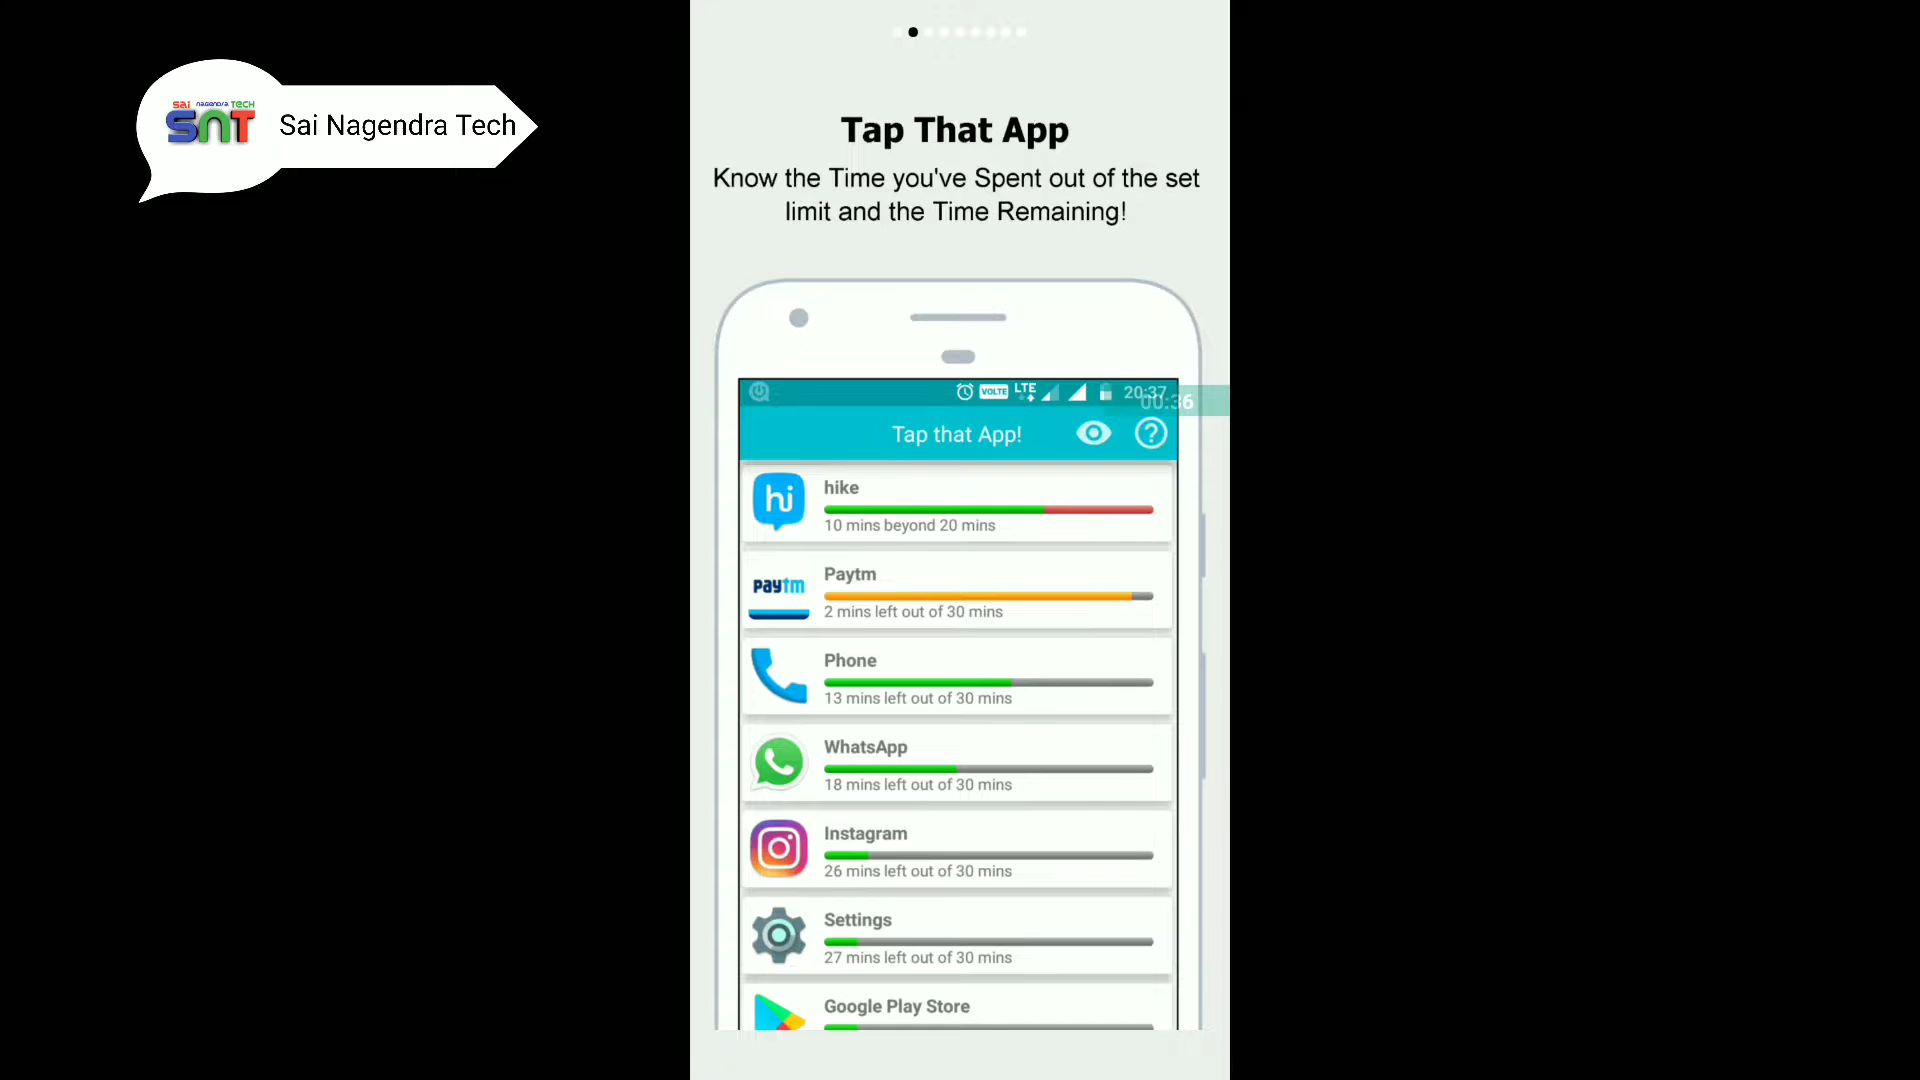 SAI NAGENDRA TECH
SNT
Sai Nagendra Tech
Tap That App
Know the Time you've Spent out of the set
limit and the Time Remaining!
VOLTE LTE 20:37
00:36
Tap that App!
hi
hike
10 mins beyond 20 mins
paytm
Paytm
2 mins left out of 30 mins
Phone
13 mins left out of 30 mins
WhatsApp
18 mins left out of 30 mins
Instagram
26 mins left out of 30 mins
Settings
27 mins left out of 30 mins
Google Play Store